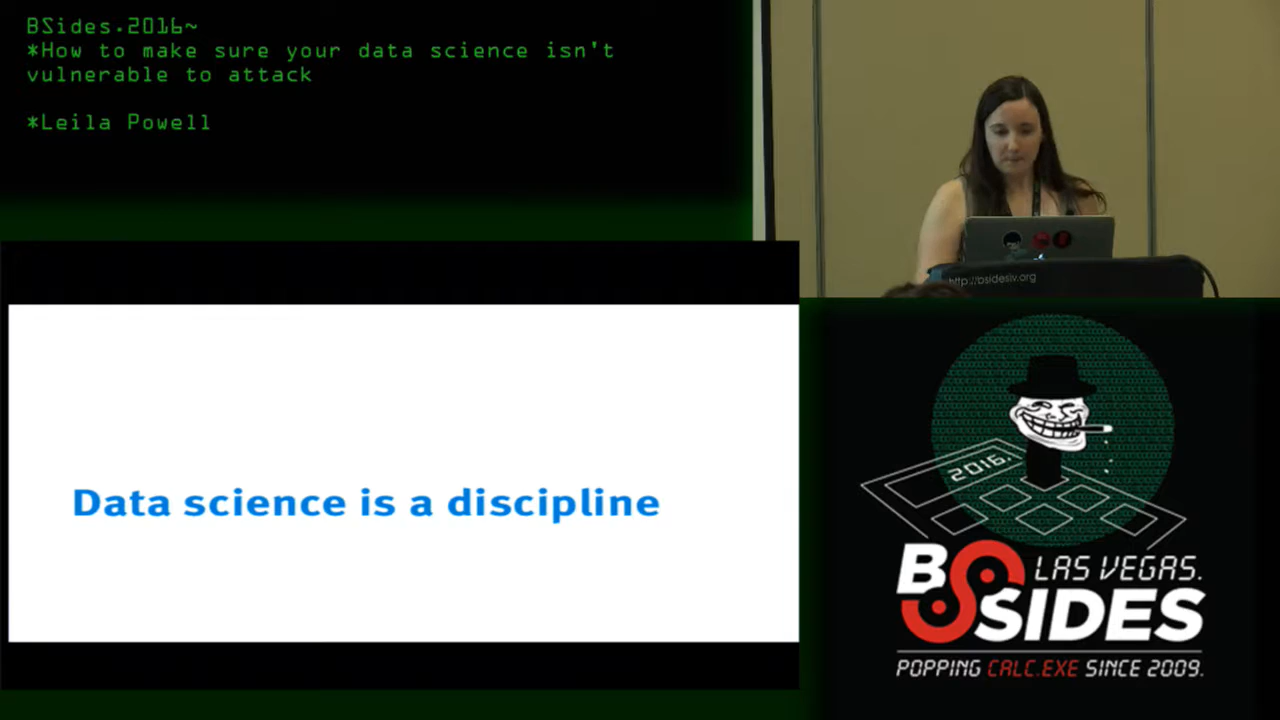 BSides.2016~
*How to make sure your data science isn't
vulnerable to attack
*Leila Powell
http://bsideslv.org
Data science is a discipline
2016.
BSIDES
LAS VEGAS.
POPPING CALC.EXE SINCE 2009.